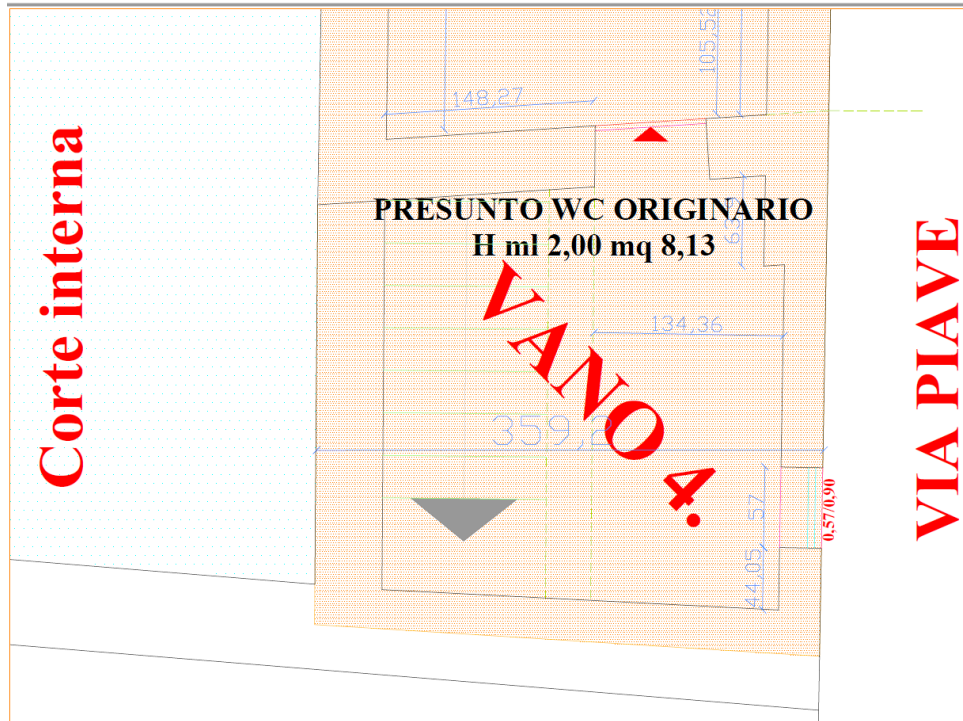 105,5
148,27
Corte interna
PRESUNTO WC ORIGINARIO
H ml 2,00 mq 8,13
VANO 4.
134,36
359,2
57
44,05
0,57/0,90
VIA PIAVE